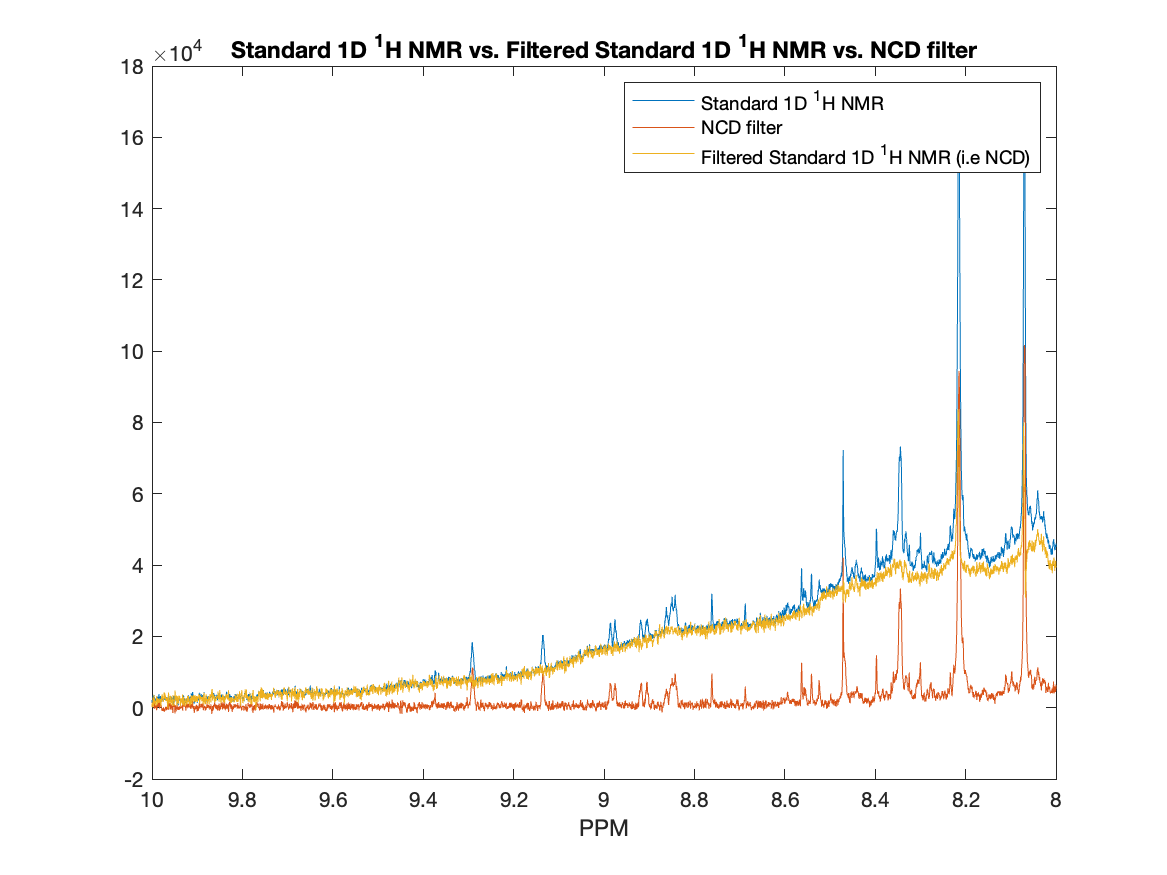 ×10⁴
Standard 1D ¹H NMR vs. Filtered Standard 1D ¹H NMR vs. NCD filter
Standard 1D ¹H NMR
NCD filter
Filtered Standard 1D ¹H NMR (i.e NCD)
18
16
14
12
10
8
6
4
2
0
-2
10 9.8 9.6 9.4 9.2 9 8.8 8.6 8.4 8.2 8
PPM